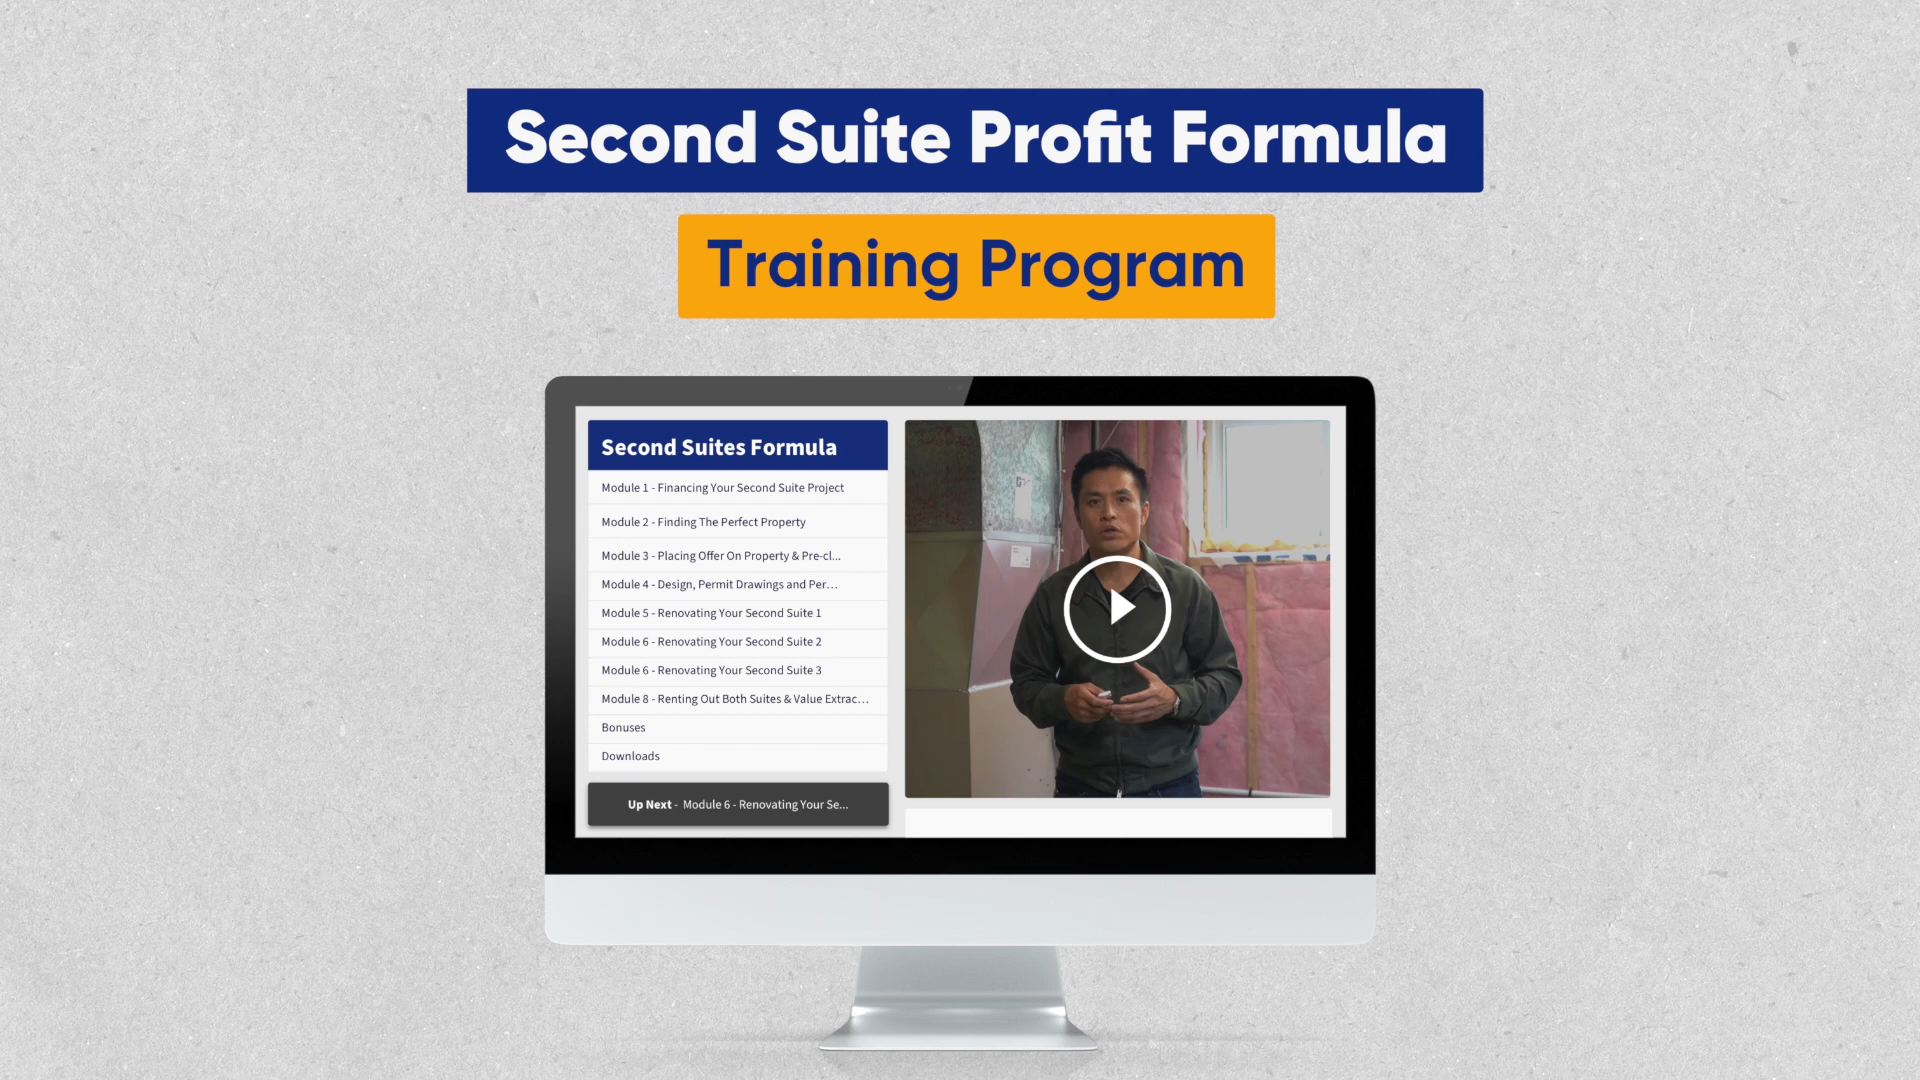 Second Suite Profit Formula
Training Program
Second Suites Formula
Module 1 - Financing Your Second Suite Project
Module 2 - Finding The Perfect Property
Module 3 - Placing Offer On Property & Pre-cl...
Module 4 - Design, Permit Drawings and Per...
Module 5 - Renovating Your Second Suite 1
Module 6 - Renovating Your Second Suite 2
Module 6 - Renovating Your Second Suite 3
Module 8 - Renting Out Both Suites & Value Extrac...
Bonuses
Downloads
Up Next - Module 6 - Renovating Your Se...